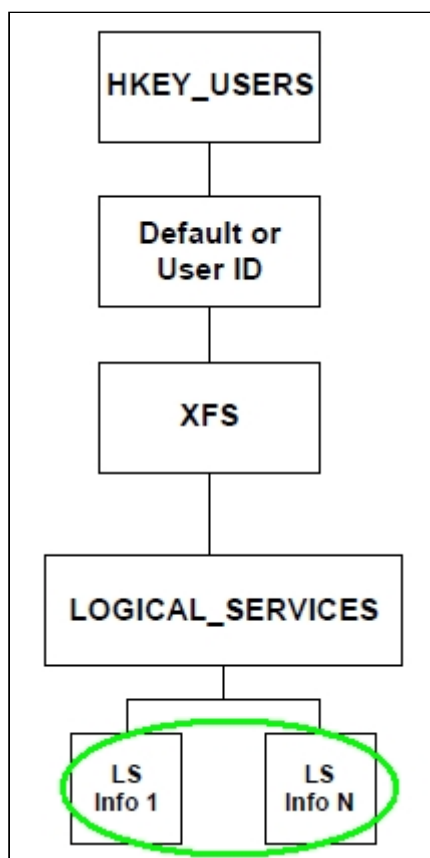 HKEY_USERS
Default or
User ID
XFS
LOGICAL_SERVICES
LS
Info 1
LS
Info N